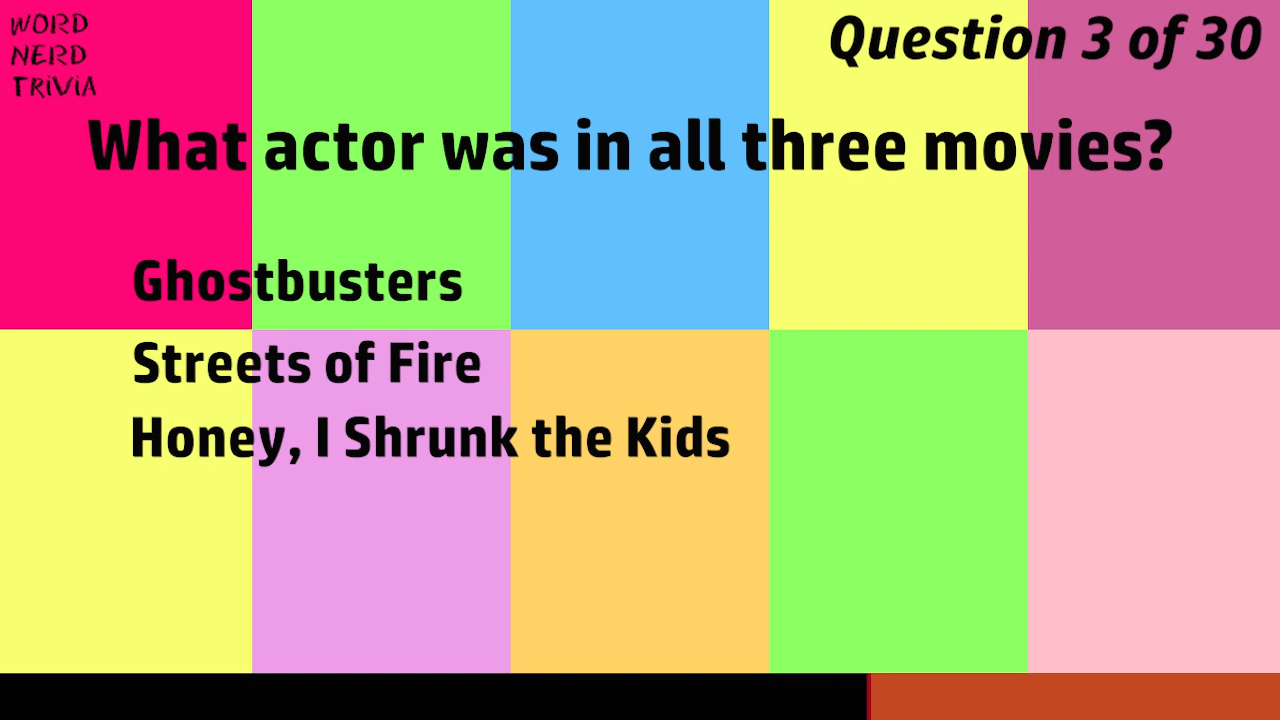 WORD
NERD
TRiViA
Question 3 of 30
What actor was in all three movies?
Ghostbusters
Streets of Fire
Honey, I Shrunk the Kids